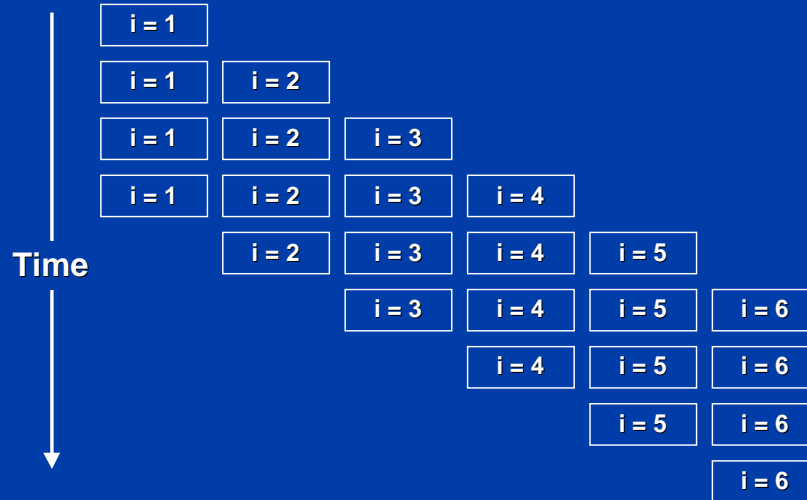 i = 1
i = 1 i = 2
i = 1 i = 2 i = 3
i = 1 i = 2 i = 3 i = 4
Time i = 2 i = 3 i = 4 i = 5
i = 3 i = 4 i = 5 i = 6
i = 4 i = 5 i = 6
i = 5 i = 6
i = 6